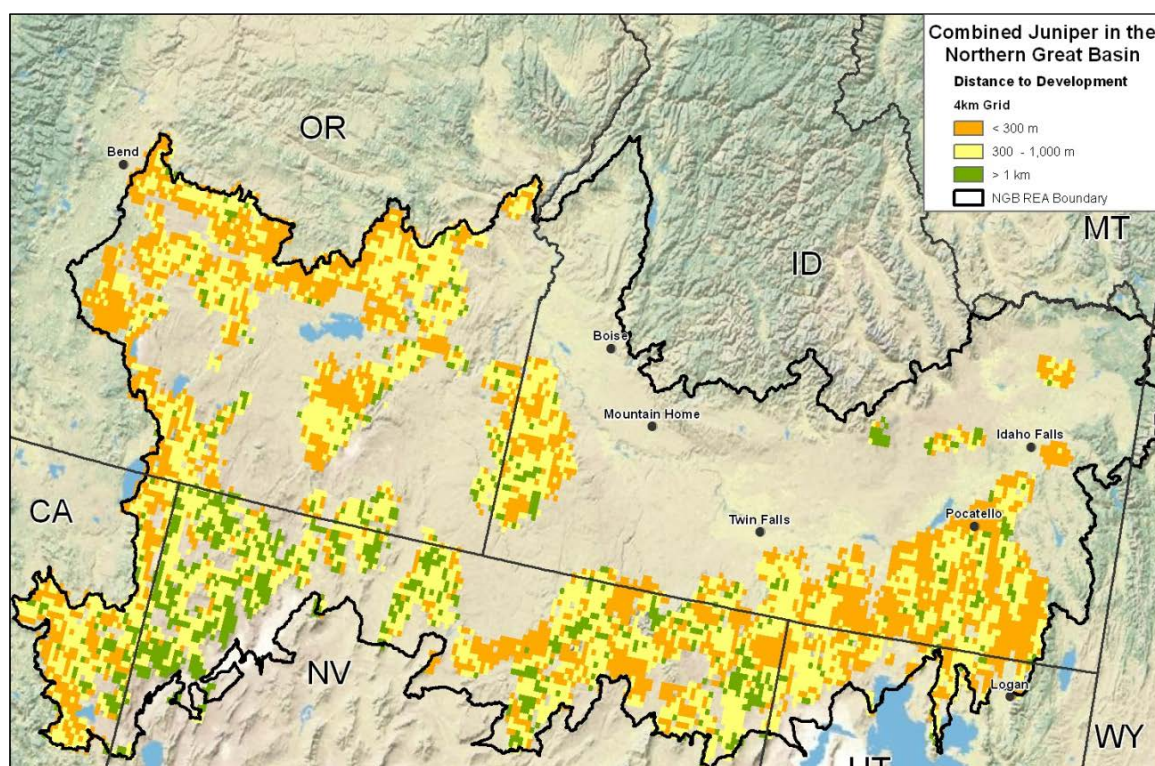 Combined Juniper in the
Northern Great Basin
Distance to Development
4km Grid
< 300 m
300 - 1,000 m
> 1 km
NGB REA Boundary
OR
Bend
MT
ID
Boise
Mountain Home
Idaho Falls
CA
Twin Falls
Pocatello
NV
Logan
WY
UT